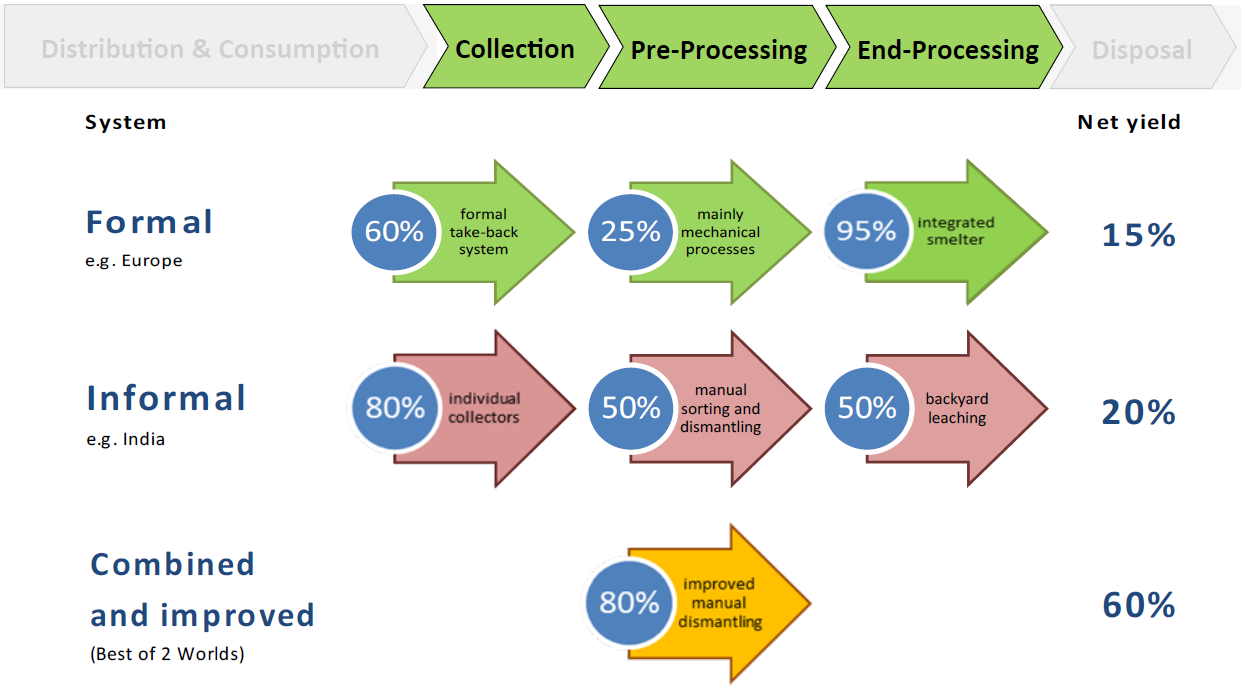 Distribution & Consumption
Collection
Pre-Processing
End-Processing
Disposal
System
Net yield
Formal
e.g. Europe
60%
formal
take-back
system
25%
mainly
mechanical
processes
95%
integrated
smelter
15%
Informal
e.g. India
80%
individual
collectors
50%
manual
sorting and
dismantling
50%
backyard
leaching
20%
Combined
and improved
(Best of 2 Worlds)
80%
improved
manual
dismantling
60%